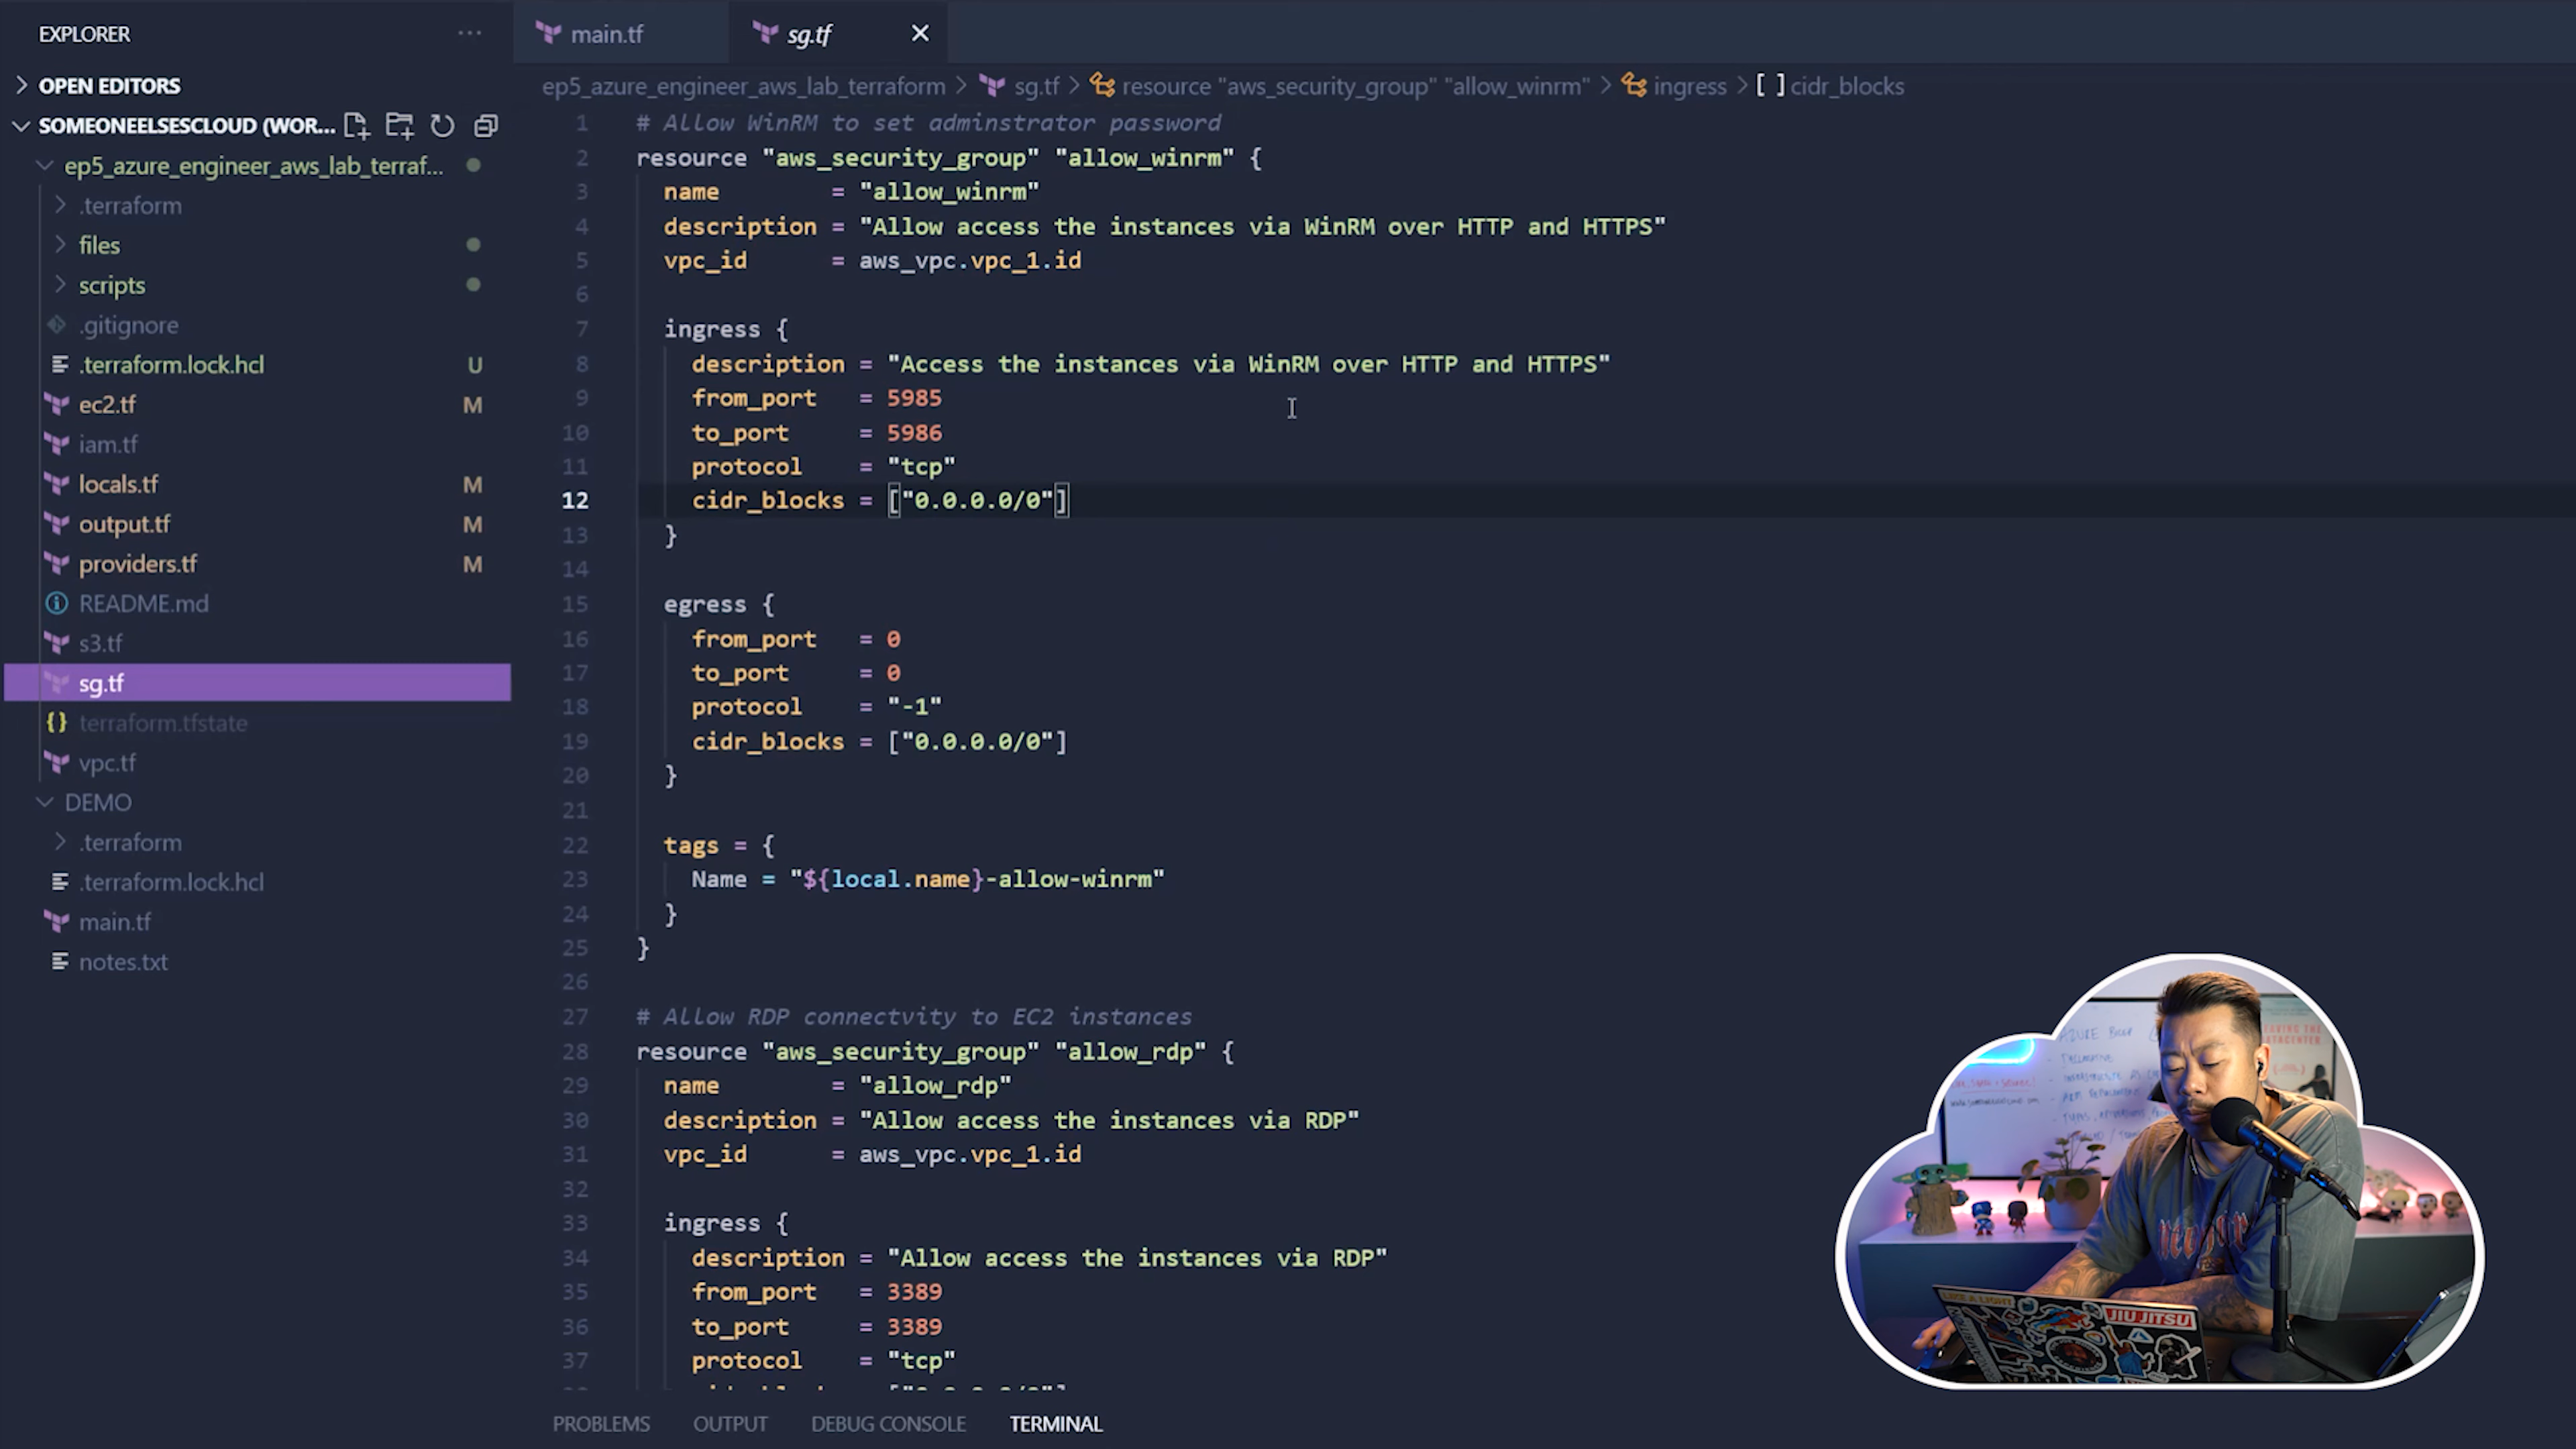 EXPLORER
OPEN EDITORS
SOMEONEELSESCLOUD (WOR...
ep5_azure_engineer_aws_lab_terraf...
.terraform
files
scripts
.gitignore
.terraform.lock.hcl U
ec2.tf M
iam.tf
locals.tf M
output.tf M
providers.tf M
README.md
s3.tf
sg.tf
terraform.tfstate
vpc.tf
DEMO
.terraform
.terraform.lock.hcl
main.tf
notes.txt
main.tf sg.tf
ep5_azure_engineer_aws_lab_terraform > sg.tf > resource "aws_security_group" "allow_winrm" > ingress > [ ] cidr_blocks
1 # Allow WinRM to set adminstrator password
2 resource "aws_security_group" "allow_winrm" {
3 name = "allow_winrm"
4 description = "Allow access the instances via WinRM over HTTP and HTTPS"
5 vpc_id = aws_vpc.vpc_1.id
6
7 ingress {
8 description = "Access the instances via WinRM over HTTP and HTTPS"
9 from_port = 5985
10 to_port = 5986
11 protocol = "tcp"
12 cidr_blocks = ["0.0.0.0/0"]
13 }
14
15 egress {
16 from_port = 0
17 to_port = 0
18 protocol = "-1"
19 cidr_blocks = ["0.0.0.0/0"]
20 }
21
22 tags = {
23 Name = "${local.name}-allow-winrm"
24 }
25 }
26
27 # Allow RDP connectvity to EC2 instances
28 resource "aws_security_group" "allow_rdp" {
29 name = "allow_rdp"
30 description = "Allow access the instances via RDP"
31 vpc_id = aws_vpc.vpc_1.id
32
33 ingress {
34 description = "Allow access the instances via RDP"
35 from_port = 3389
36 to_port = 3389
37 protocol = "tcp"
PROBLEMS OUTPUT DEBUG CONSOLE TERMINAL
AZURE
LIKE A LIGHT
JIU JITSU